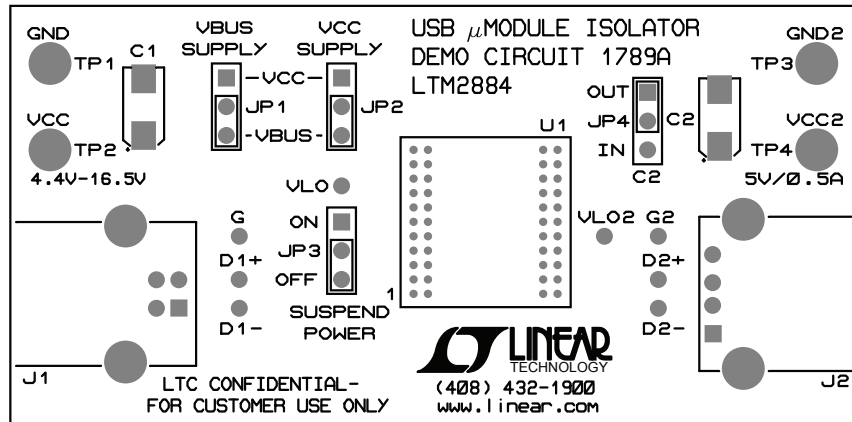 GND
C1
VBUS
SUPPLY
VCC
SUPPLY
USB μMODULE ISOLATOR
DEMO CIRCUIT 1789A
LTM2884
GND2
TP1
-VCC-
JP1
JP2
-VBUS-
OUT
JP4
IN
C2
C2
TP3
VCC
TP2
4.4V-16.5V
U1
VCC2
TP4
5V/0.5A
VLO
ON
JP3
OFF
SUSPEND
POWER
1
G
D1+
D1-
VLO2
G2
D2+
D2-
J1
J2
LTC CONFIDENTIAL-
FOR CUSTOMER USE ONLY
LINEAR
TECHNOLOGY
(408) 432-1900
www.linear.com